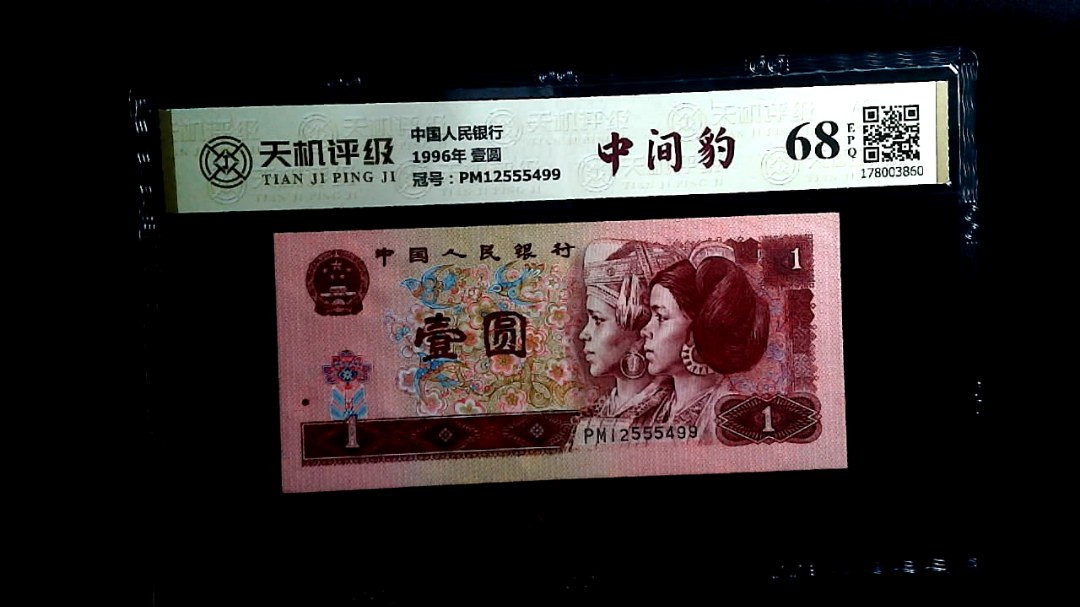 天机评级
TIAN JI PING JI
中国人民银行
1996年 壹圆
冠号：PM12555499
中间豹
68
EPQ
178003860
中国人民银行
1
壹圆
1
PM12555499
1